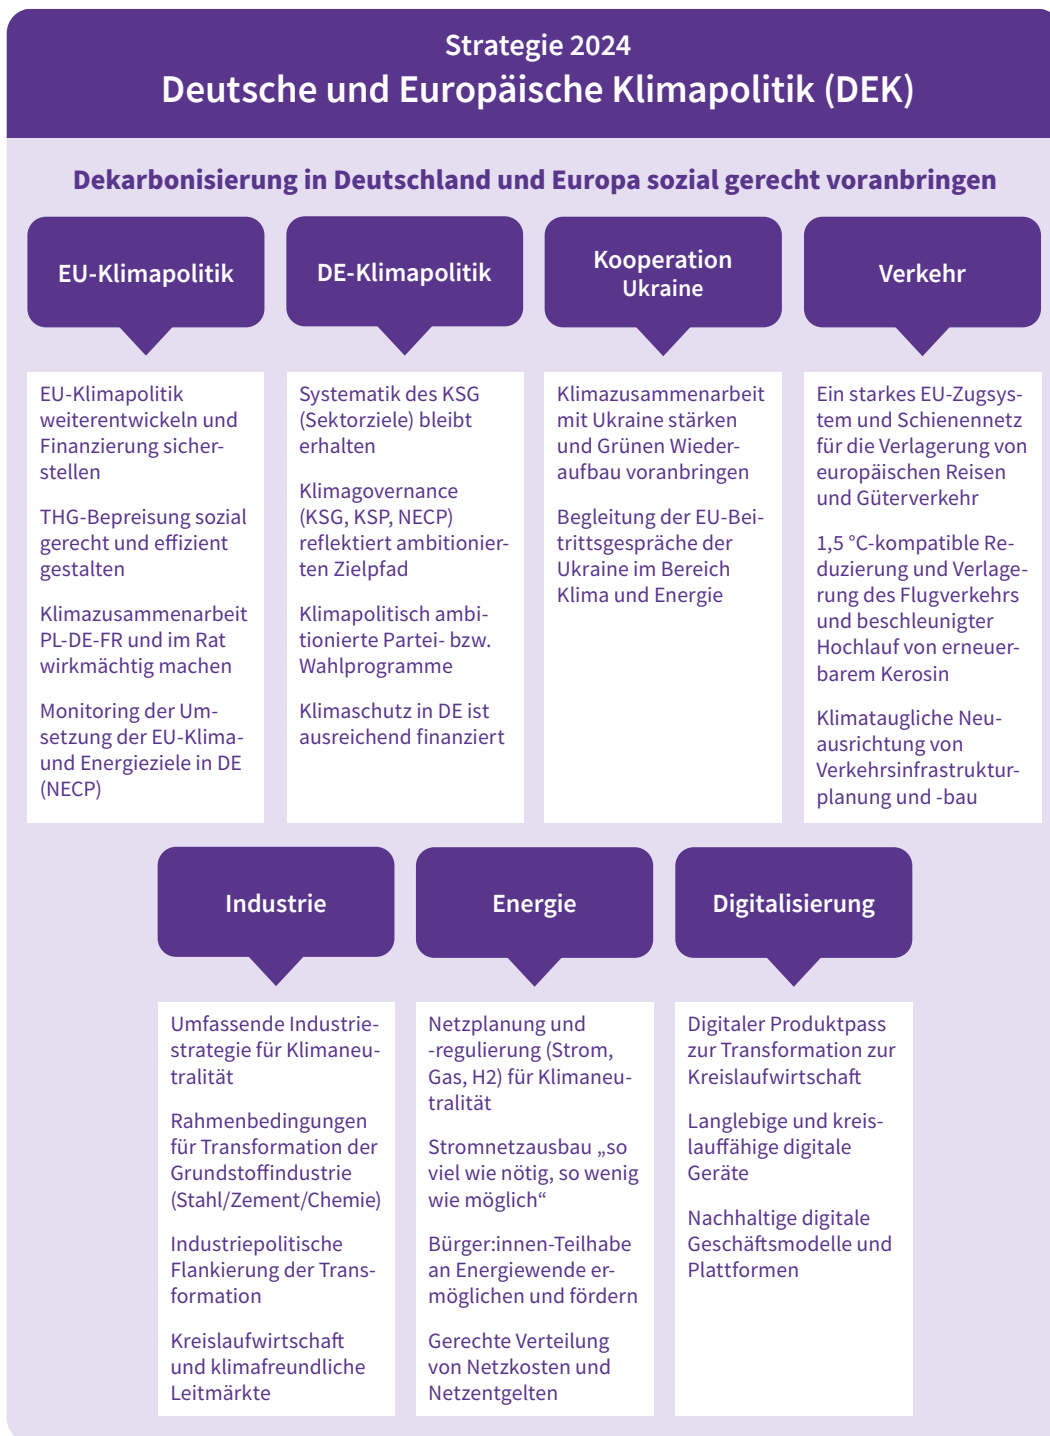 Strategie 2024
Deutsche und Europäische Klimapolitik (DEK)
Dekarbonisierung in Deutschland und Europa sozial gerecht voranbringen
EU-Klimapolitik
EU-Klimapolitik
weiterentwickeln und
Finanzierung sicher-
stellen
THG-Bepreisung sozial
gerecht und effizient
gestalten
Klimazusammenarbeit
PL-DE-FR und im Rat
wirkmächtig machen
Monitoring der Um-
setzung der EU-Klima-
und Energieziele in DE
(NECP)
DE-Klimapolitik
Systematik des KSG
(Sektorziele) bleibt
erhalten
Klimagovernance
(KSG, KSP, NECP)
reflektiert ambitionier-
ten Zielpfad
Klimapolitisch ambi-
tionierte Partei- bzw.
Wahlprogramme
Klimaschutz in DE ist
ausreichend finanziert
Kooperation
Ukraine
Klimazusammenarbeit
mit Ukraine stärken
und Grünen Wieder-
aufbau voranbringen
Begleitung der EU-Bei-
trittsgespräche der
Ukraine im Bereich
Klima und Energie
Verkehr
Ein starkes EU-Zugsys-
tem und Schienennetz
für die Verlagerung von
europäischen Reisen
und Güterverkehr
1,5 °C-kompatible Re-
duzierung und Verlage-
rung des Flugverkehrs
und beschleunigter
Hochlauf von erneuer-
barem Kerosin
Klimataugliche Neu-
ausrichtung von
Verkehrsinfrastruktur-
planung und -bau
Industrie
Umfassende Industrie-
strategie für Klimaneu-
tralität
Rahmenbedingungen
für Transformation der
Grundstoffindustrie
(Stahl/Zement/Chemie)
Industriepolitische
Flankierung der Trans-
formation
Kreislaufwirtschaft
und klimafreundliche
Leitmärkte
Energie
Netzplanung und
-regulierung (Strom,
Gas, H2) für Klimaneu-
tralität
Stromnetzausbau „so
viel wie nötig, so wenig
wie möglich“
Bürger:innen-Teilhabe
an Energiewende er-
möglichen und fördern
Gerechte Verteilung
von Netzkosten und
Netzentgelten
Digitalisierung
Digitaler Produktpass
zur Transformation zur
Kreislaufwirtschaft
Langlebige und kreis-
lauffähige digitale
Geräte
Nachhaltige digitale
Geschäftsmodelle und
Plattformen